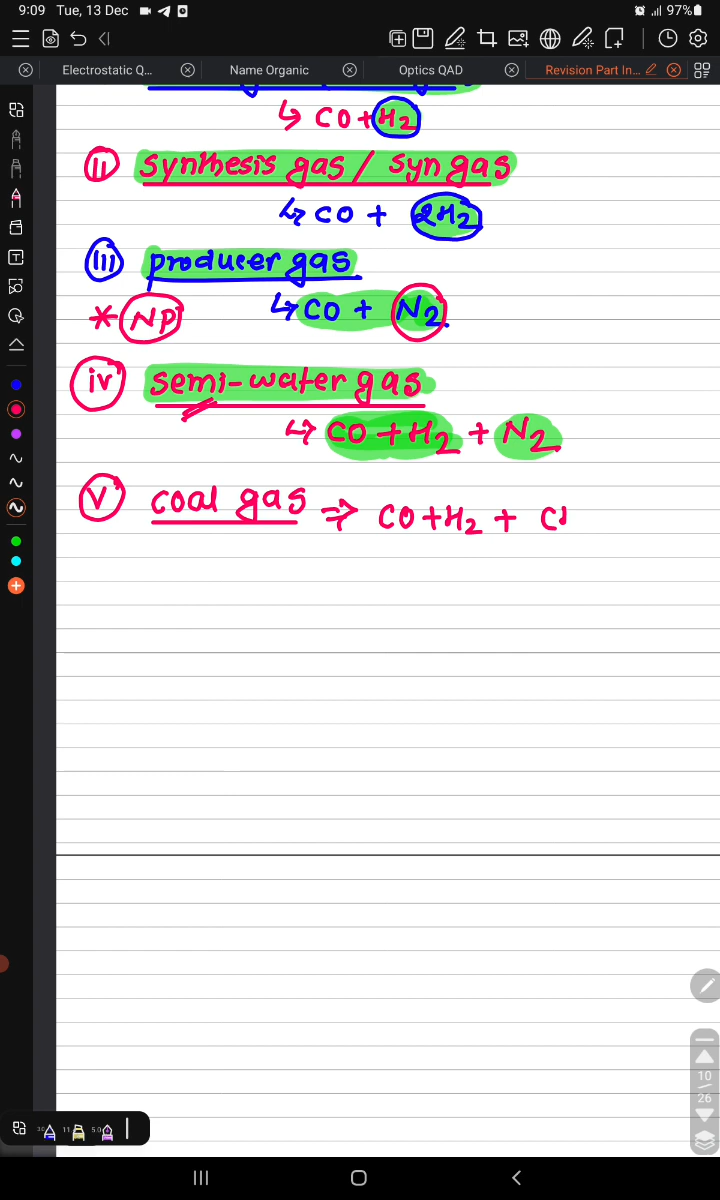 9:09 Tue, 13 Dec 97%
Electrostatic Q... Name Organic Optics QAD Revision Part In...
↳ CO+H₂
(ii) synthesis gas / syn gas
↳ CO + 2H₂
(iii) producer gas
* NP ↳ CO + N₂
(iv) semi-water gas
↳ CO + H₂ + N₂
(v) coal gas ⇒ CO+H₂ +
10
26